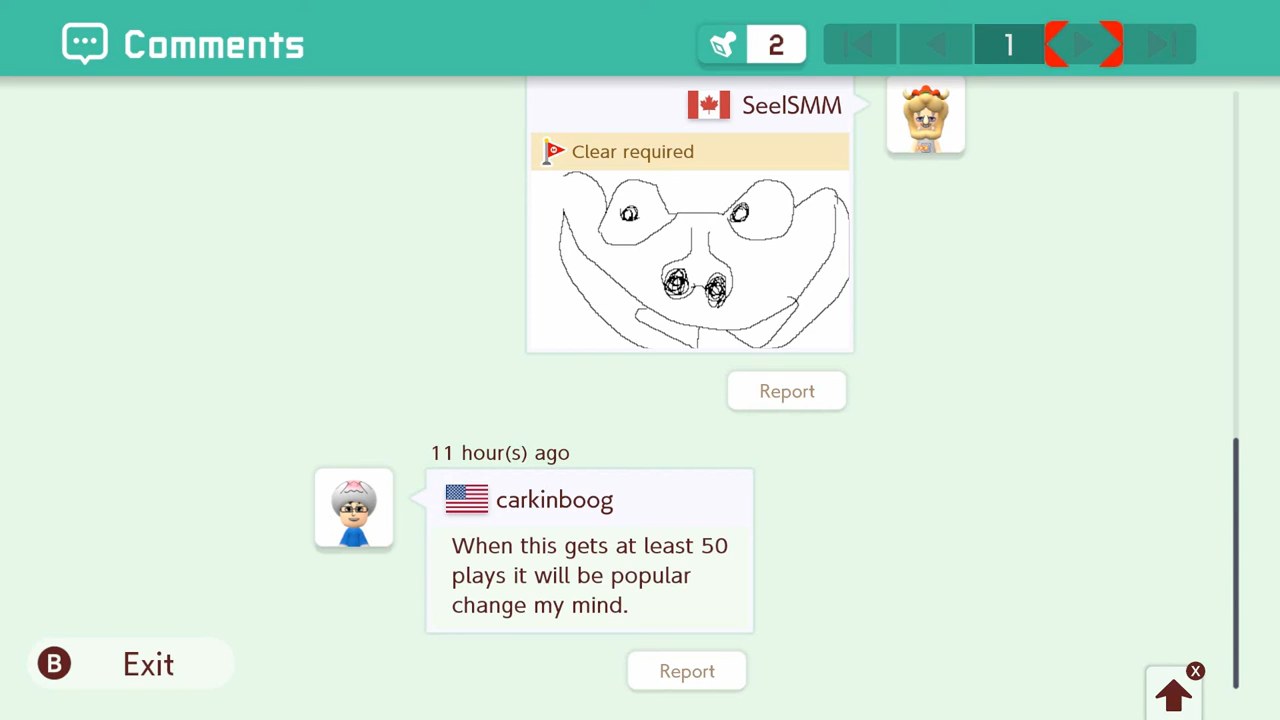 Comments
2
1
SeelSMM
Clear required
Report
11 hour(s) ago
carkinboog
When this gets at least 50
plays it will be popular
change my mind.
Report
B Exit
X